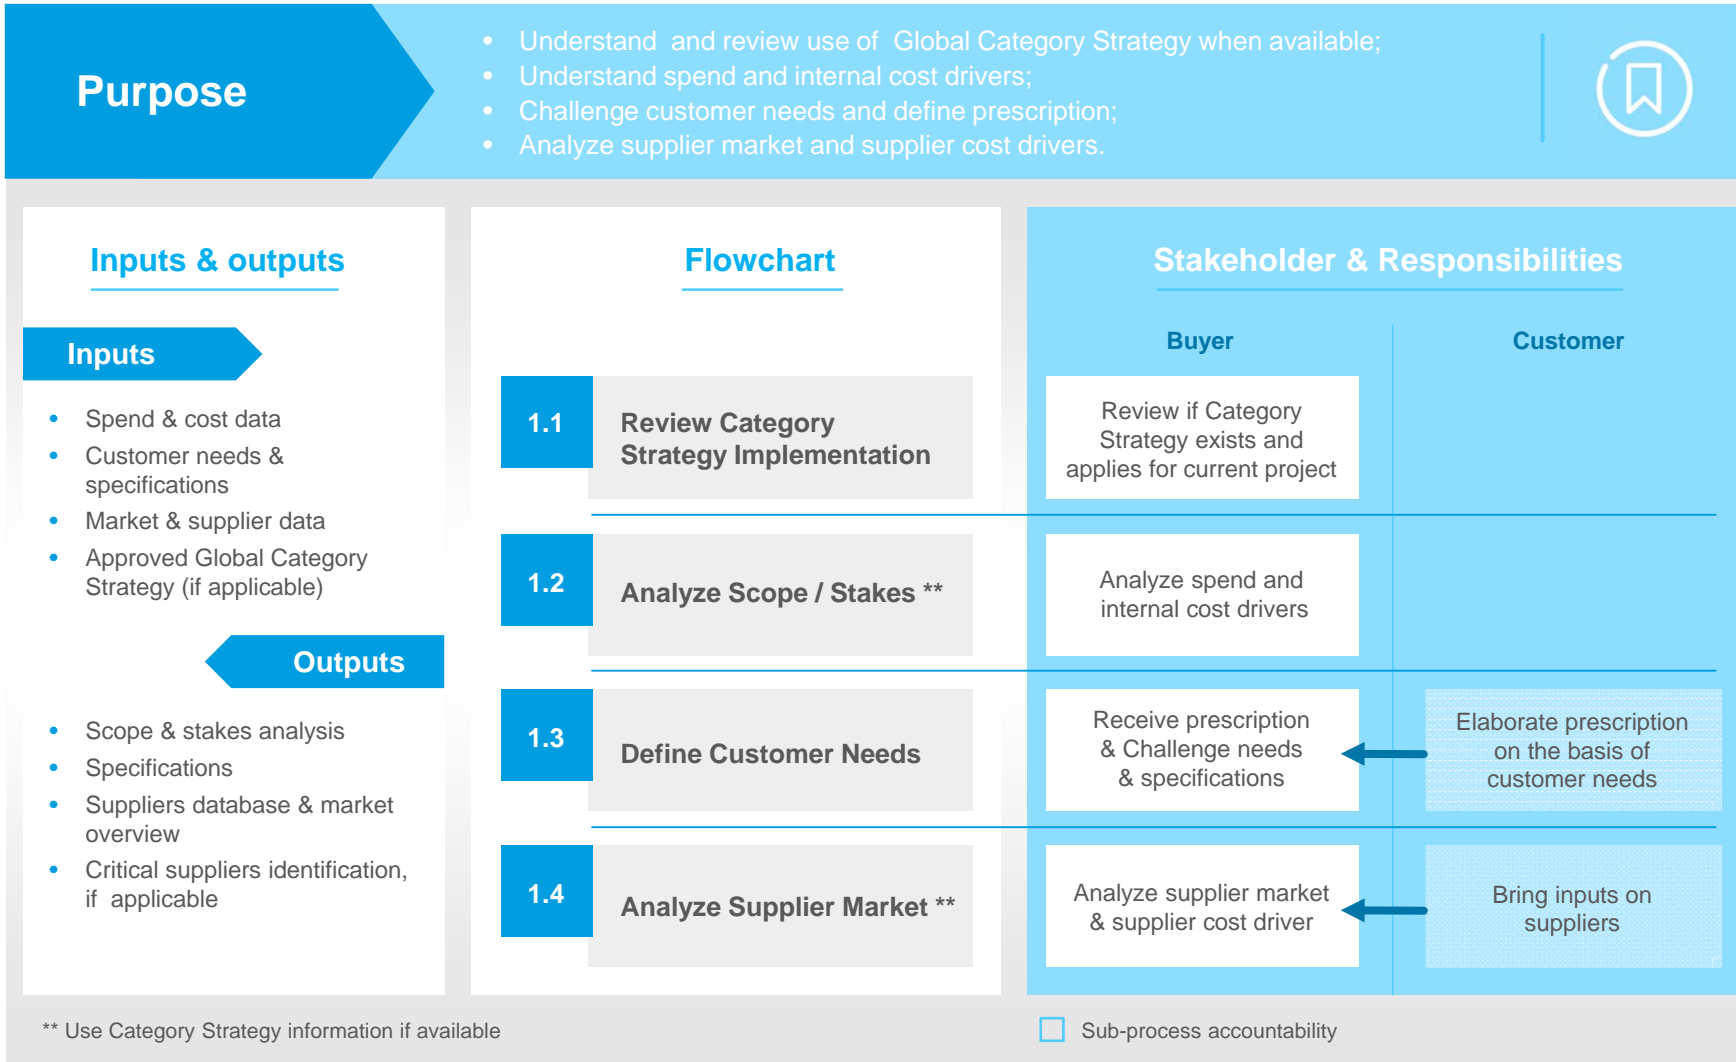 Purpose
• Understand and review use of Global Category Strategy when available;
• Understand spend and internal cost drivers;
• Challenge customer needs and define prescription;
• Analyze supplier market and supplier cost drivers.
Inputs & outputs
Inputs
• Spend & cost data
• Customer needs &
specifications
• Market & supplier data
• Approved Global Category
Strategy (if applicable)
Outputs
• Scope & stakes analysis
• Specifications
• Suppliers database & market
overview
• Critical suppliers identification,
if applicable
Flowchart
1.1
Review Category
Strategy Implementation
1.2
Analyze Scope / Stakes **
1.3
Define Customer Needs
1.4
Analyze Supplier Market **
Stakeholder & Responsibilities
Buyer
Customer
Review if Category
Strategy exists and
applies for current project
Analyze spend and
internal cost drivers
Receive prescription
& Challenge needs
& specifications
Elaborate prescription
on the basis of
customer needs
Analyze supplier market
& supplier cost driver
Bring inputs on
suppliers
** Use Category Strategy information if available
Sub-process accountability